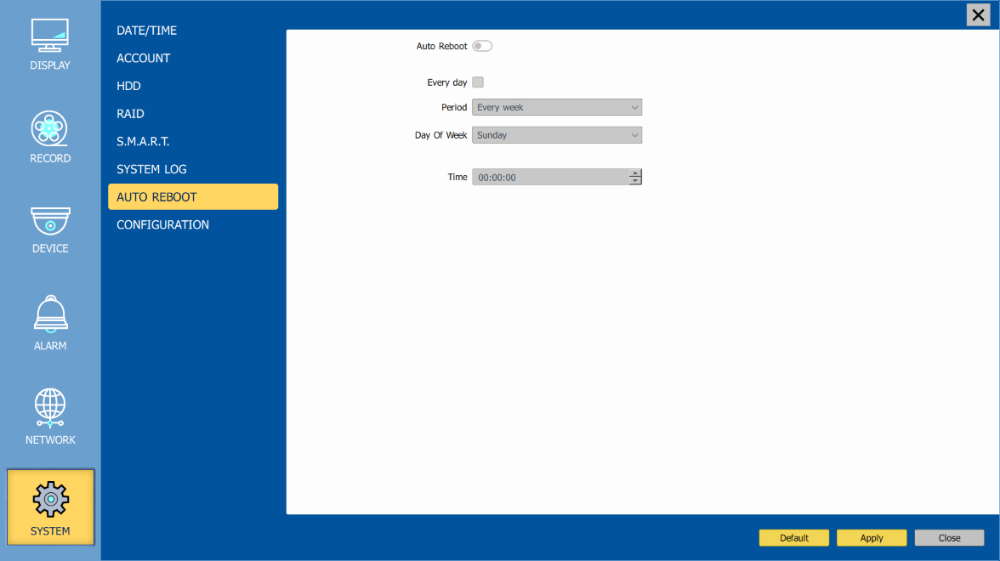 DISPLAY
RECORD
DEVICE
ALARM
NETWORK
SYSTEM
DATE/TIME
ACCOUNT
HDD
RAID
S.M.A.R.T.
SYSTEM LOG
AUTO REBOOT
CONFIGURATION
Auto Reboot
Every day
Period Every week
Day Of Week Sunday
Time 00:00:00
Default Apply Close